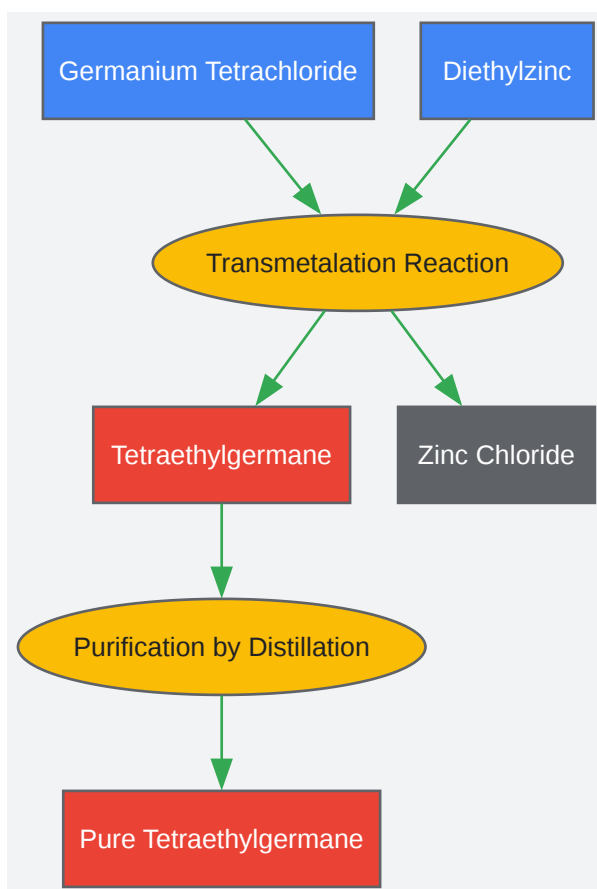 Germanium Tetrachloride
Diethylzinc
Transmetalation Reaction
Tetraethylgermane
Zinc Chloride
Purification by Distillation
Pure Tetraethylgermane